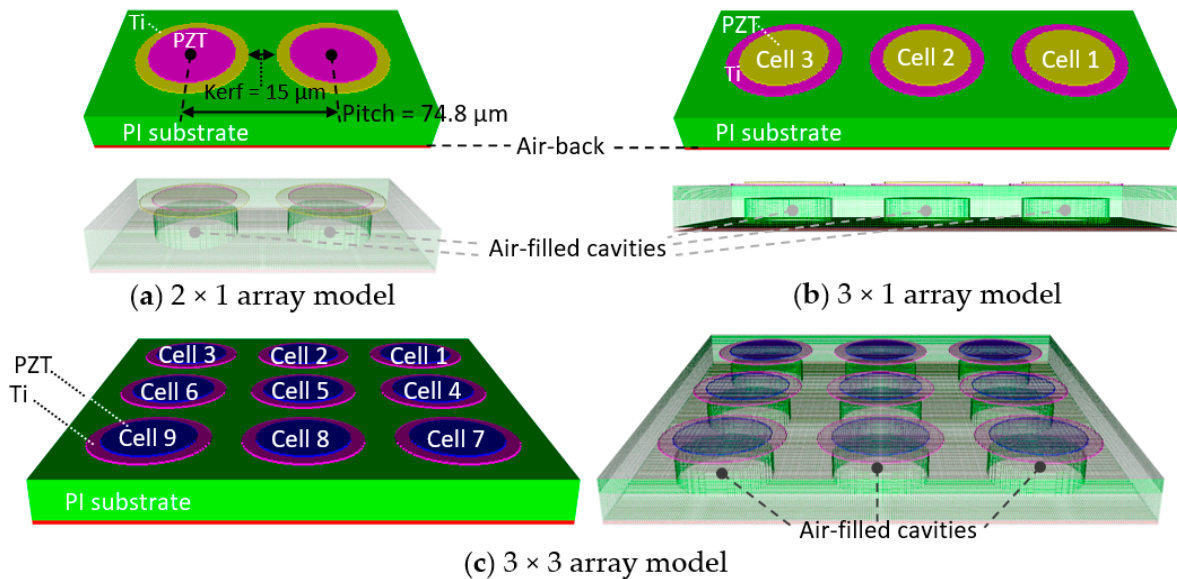 Ti
PZT
Kerf = 15 μm
Pitch = 74.8 μm
PI substrate
Air-back
PZT
Ti
Cell 3
Cell 2
Cell 1
PI substrate
Air-filled cavities
(a) 2 × 1 array model
(b) 3 × 1 array model
PZT
Ti
Cell 3
Cell 2
Cell 1
Cell 6
Cell 5
Cell 4
Cell 9
Cell 8
Cell 7
PI substrate
Air-filled cavities
(c) 3 × 3 array model